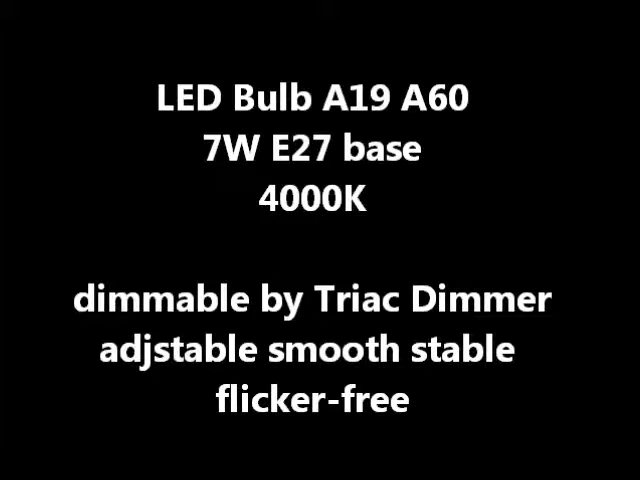 LED Bulb A19 A60
7W E27 base
4000K
dimmable by Triac Dimmer
adjstable smooth stable
flicker-free